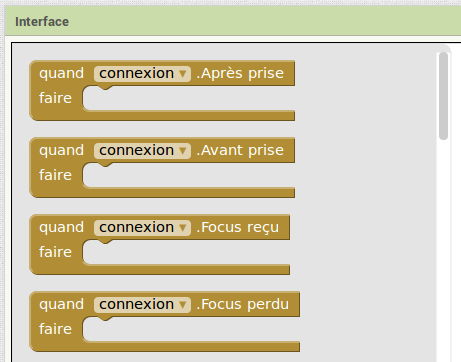 Interface
quand connexion ▾ .Après prise
faire
quand connexion ▾ .Avant prise
faire
quand connexion ▾ .Focus reçu
faire
quand connexion ▾ .Focus perdu
faire